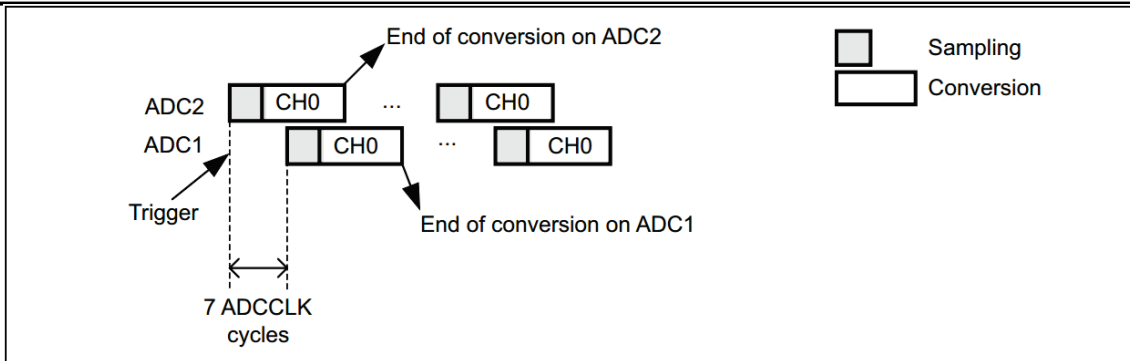 End of conversion on ADC2
Sampling
Conversion
ADC2 CH0 ... CH0
ADC1 CH0 ... CH0
Trigger
End of conversion on ADC1
7 ADCCLK
cycles